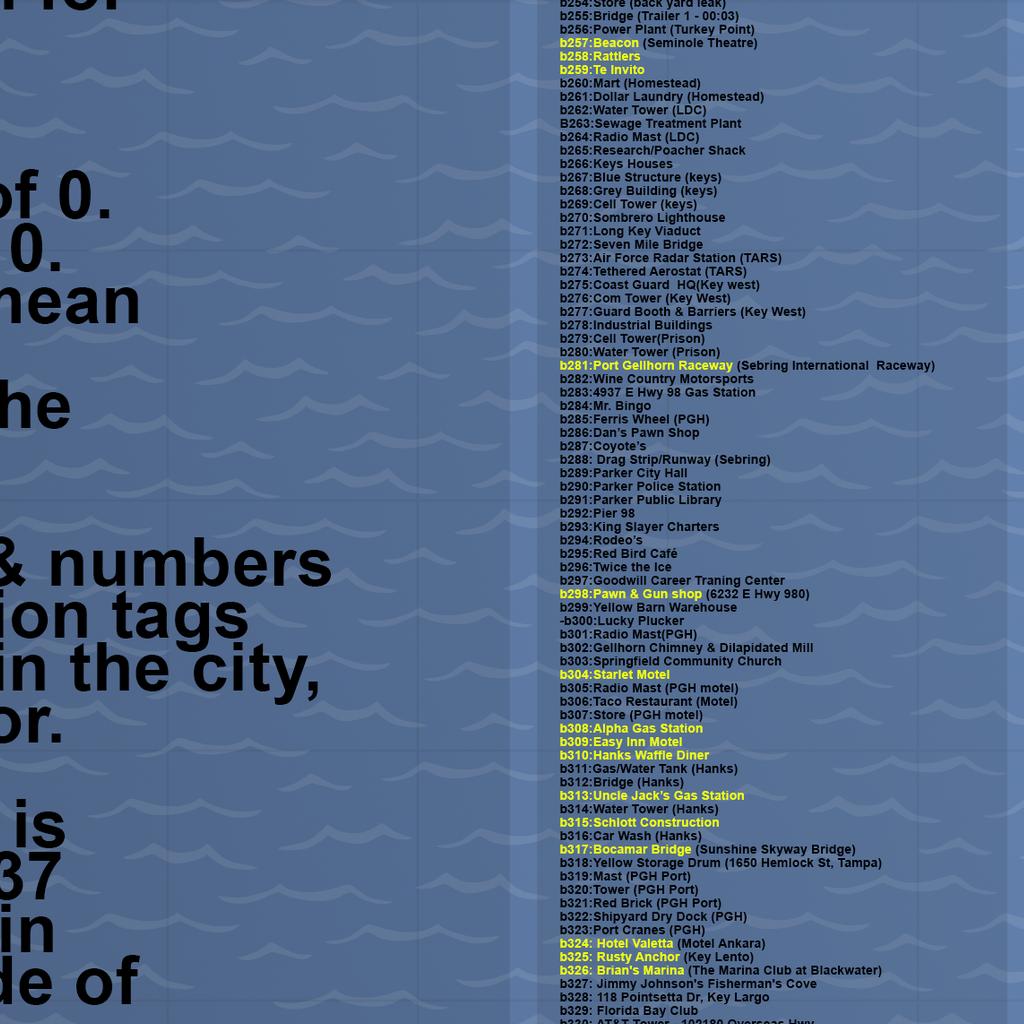 of 0.
0.
mean
he
& numbers
ion tags
in the city,
or.
is
37
in
de of
b254:Store (back yard leak)
b255:Bridge (Trailer 1 - 00:03)
b256:Power Plant (Turkey Point)
b257:Beacon (Seminole Theatre)
b258:Rattlers
b259:Te Invito
b260:Mart (Homestead)
b261:Dollar Laundry (Homestead)
b262:Water Tower (LDC)
B263:Sewage Treatment Plant
b264:Radio Mast (LDC)
b265:Research/Poacher Shack
b266:Keys Houses
b267:Blue Structure (keys)
b268:Grey Building (keys)
b269:Cell Tower (keys)
b270:Sombrero Lighthouse
b271:Long Key Viaduct
b272:Seven Mile Bridge
b273:Air Force Radar Station (TARS)
b274:Tethered Aerostat (TARS)
b275:Coast Guard  HQ(Key west)
b276:Com Tower (Key West)
b277:Guard Booth & Barriers (Key West)
b278:Industrial Buildings
b279:Cell Tower(Prison)
b280:Water Tower (Prison)
b281:Port Gellhorn Raceway (Sebring International  Raceway)
b282:Wine Country Motorsports
b283:4937 E Hwy 98 Gas Station
b284:Mr. Bingo
b285:Ferris Wheel (PGH)
b286:Dan's Pawn Shop
b287:Coyote's
b288: Drag Strip/Runway (Sebring)
b289:Parker City Hall
b290:Parker Police Station
b291:Parker Public Library
b292:Pier 98
b293:King Slayer Charters
b294:Rodeo's
b295:Red Bird Café
b296:Twice the Ice
b297:Goodwill Career Traning Center
b298:Pawn & Gun shop (6232 E Hwy 980)
b299:Yellow Barn Warehouse
-b300:Lucky Plucker
b301:Radio Mast(PGH)
b302:Gellhorn Chimney & Dilapidated Mill
b303:Springfield Community Church
b304:Starlet Motel
b305:Radio Mast (PGH motel)
b306:Taco Restaurant (Motel)
b307:Store (PGH motel)
b308:Alpha Gas Station
b309:Easy Inn Motel
b310:Hanks Waffle Diner
b311:Gas/Water Tank (Hanks)
b312:Bridge (Hanks)
b313:Uncle Jack's Gas Station
b314:Water Tower (Hanks)
b315:Schlott Construction
b316:Car Wash (Hanks)
b317:Bocamar Bridge (Sunshine Skyway Bridge)
b318:Yellow Storage Drum (1650 Hemlock St, Tampa)
b319:Mast (PGH Port)
b320:Tower (PGH Port)
b321:Red Brick (PGH Port)
b322:Shipyard Dry Dock (PGH)
b323:Port Cranes (PGH)
b324: Hotel Valetta (Motel Ankara)
b325: Rusty Anchor (Key Lento)
b326: Brian's Marina (The Marina Club at Blackwater)
b327: Jimmy Johnson's Fisherman's Cove
b328: 118 Pointsetta Dr, Key Largo
b329: Florida Bay Club
b330: AT&T Tower - 102180 Overseas Hwy